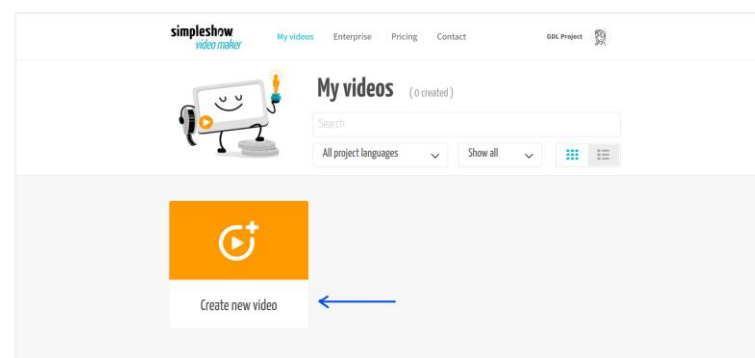 simpleshow
video maker
My videos Enterprise Pricing Contact GDL Project
My videos ( 0 created )
Search
All project languages Show all
Create new video